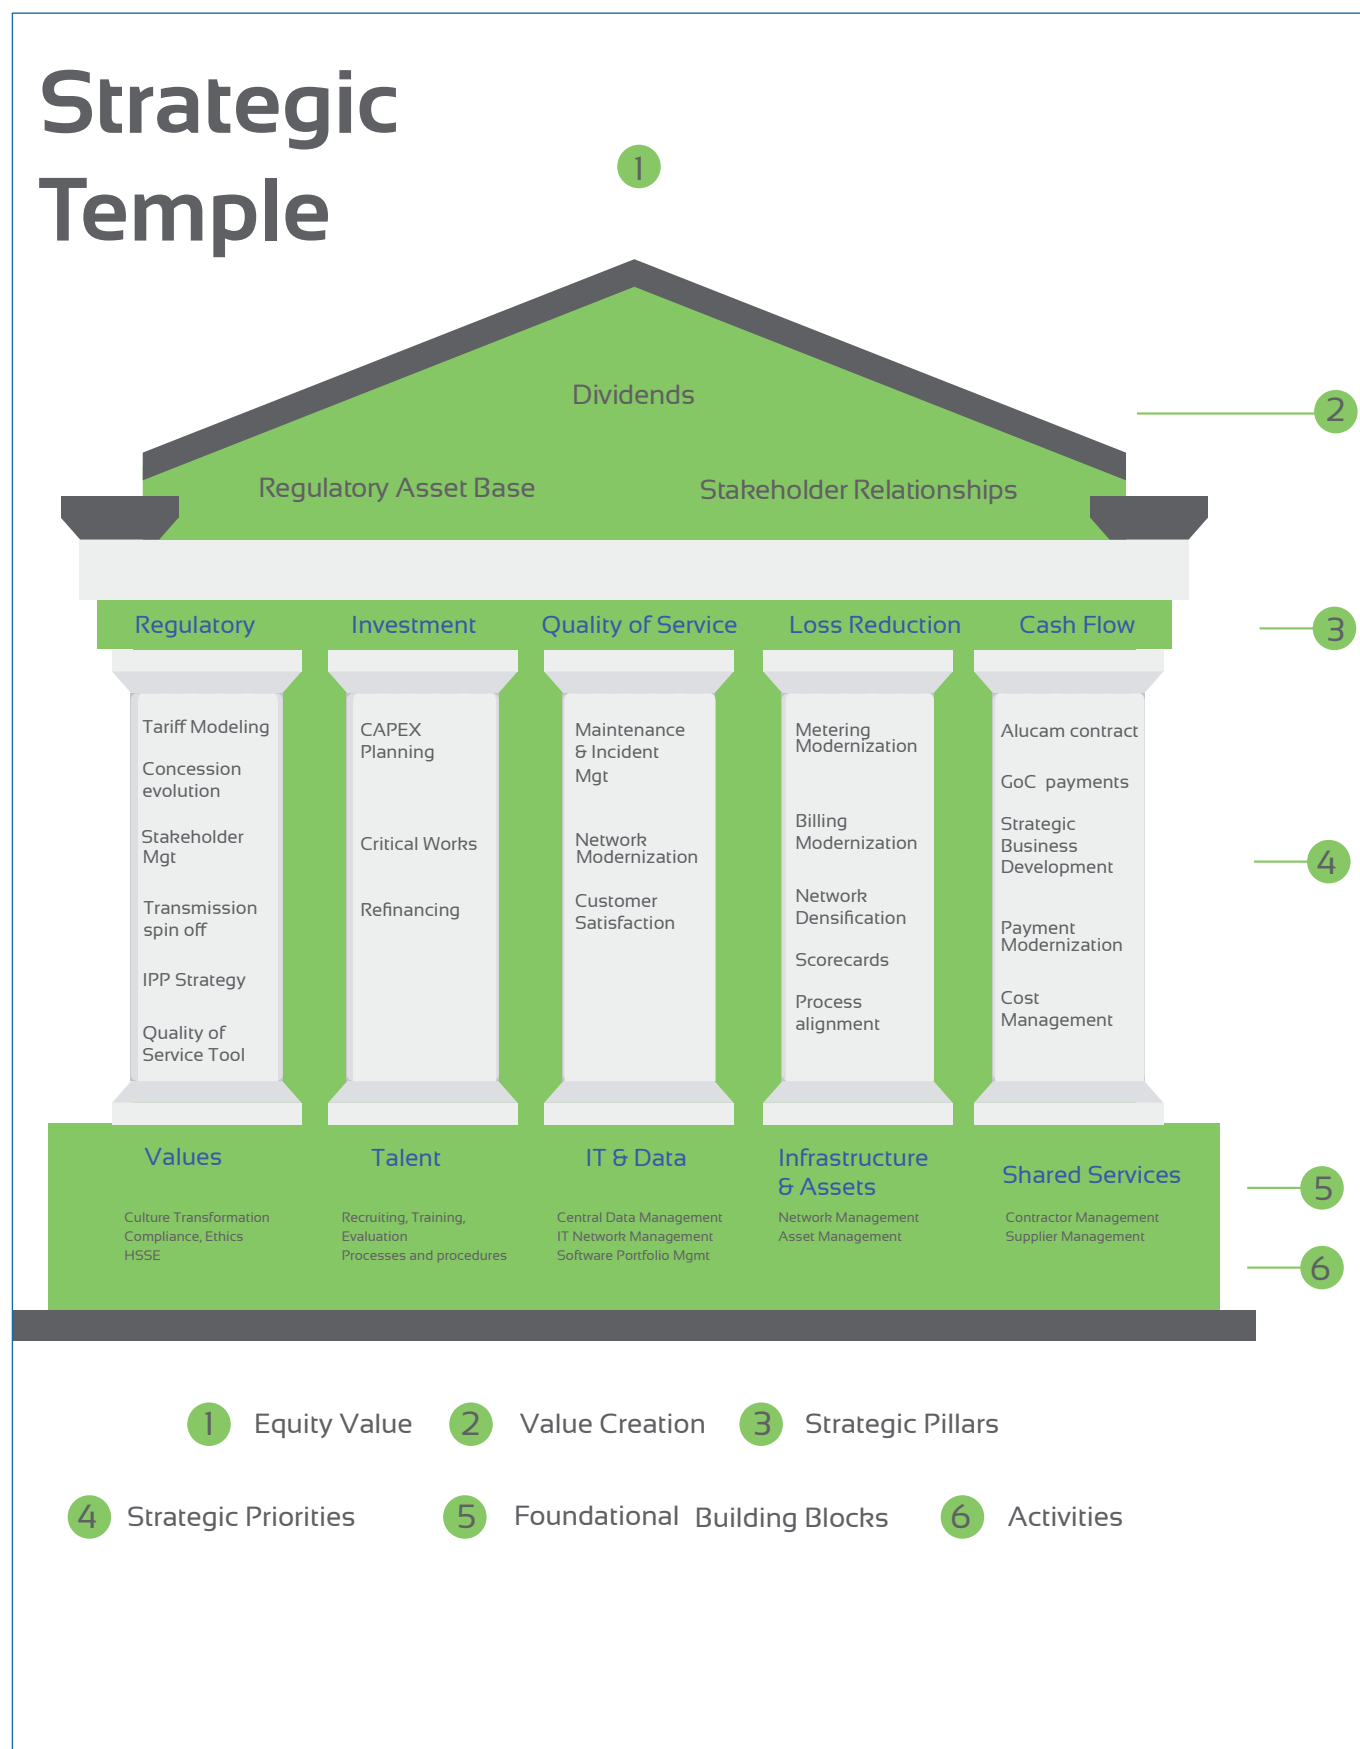 Strategic
Temple
1
Dividends
2
Regulatory Asset Base
Stakeholder Relationships
Regulatory
Investment
Quality of Service
Loss Reduction
Cash Flow
3
Tariff Modeling
Concession
evolution
Stakeholder
Mgt
Transmission
spin off
IPP Strategy
Quality of
Service Tool
CAPEX
Planning
Critical Works
Refinancing
Maintenance
& Incident
Mgt
Network
Modernization
Customer
Satisfaction
Metering
Modernization
Billing
Modernization
Network
Densification
Scorecards
Process
alignment
Alucam contract
GoC payments
Strategic
Business
Development
Payment
Modernization
Cost
Management
4
Values
Culture Transformation
Compliance, Ethics
HSSE
Talent
Recruiting, Training,
Evaluation
Processes and procedures
IT & Data
Central Data Management
IT Network Management
Software Portfolio Mgmt
Infrastructure
& Assets
Network Management
Asset Management
Shared Services
Contractor Management
Supplier Management
5
6
1 Equity Value 2 Value Creation 3 Strategic Pillars
4 Strategic Priorities 5 Foundational Building Blocks 6 Activities